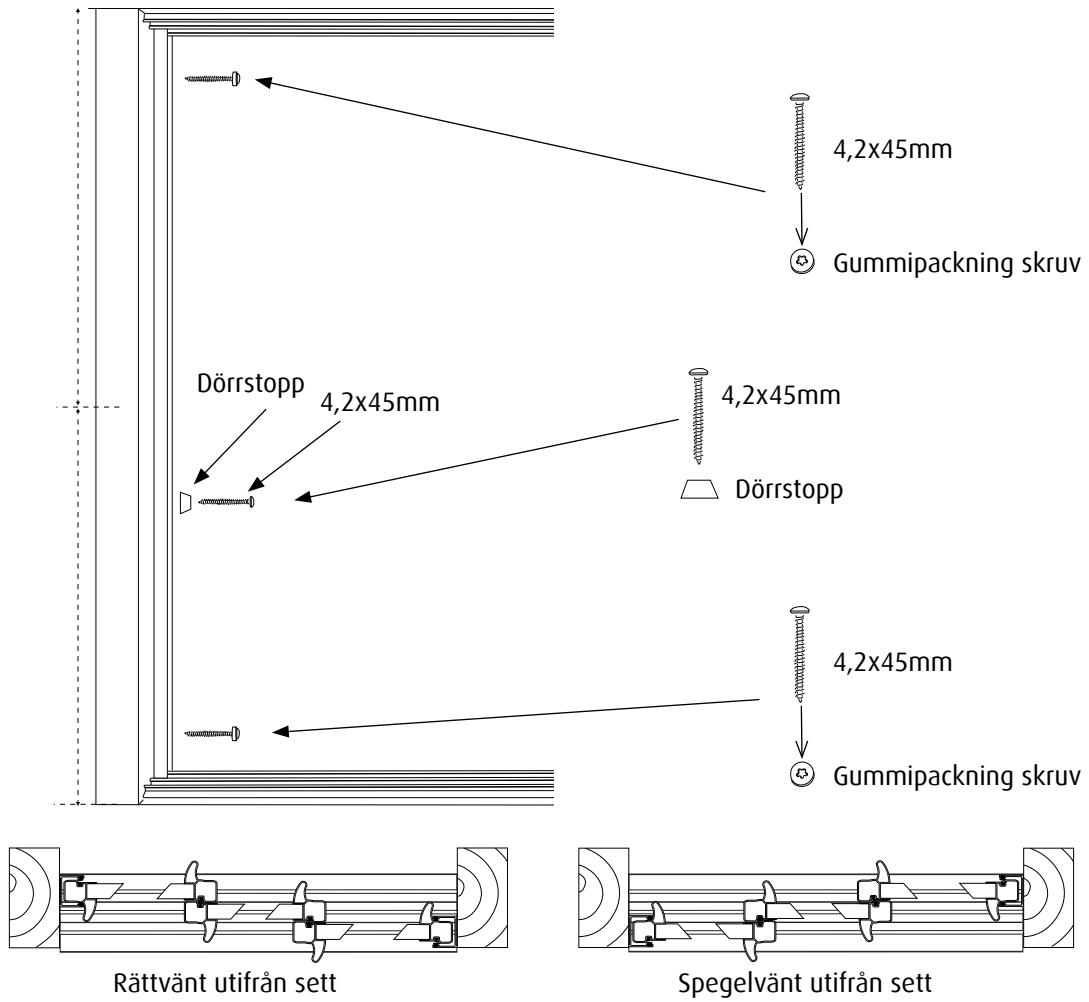 4,2x45mm
Gummipackning skruv
Dörrstopp
4,2x45mm
4,2x45mm
Dörrstopp
4,2x45mm
Gummipackning skruv
Rättvänt utifrån sett
Spegelvänt utifrån sett